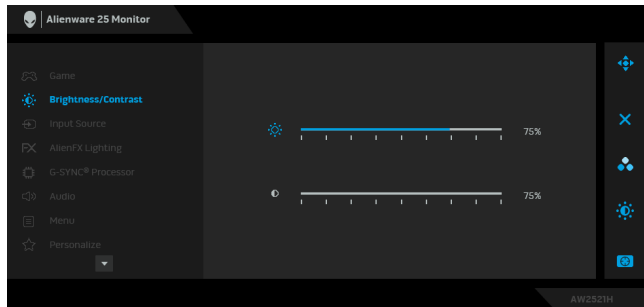 Alienware 25 Monitor
Game
Brightness/Contrast
Input Source
AlienFX Lighting
G-SYNC® Processor
Audio
Menu
Personalize
75%
75%
AW2521H